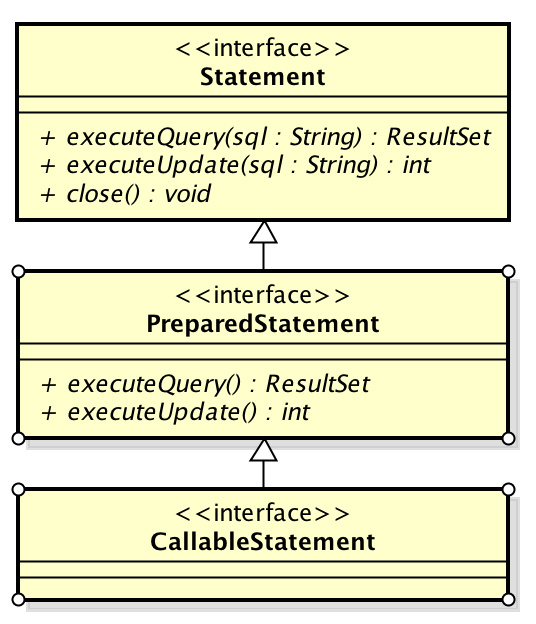 <<interface>>
Statement
+ executeQuery(sql : String) : ResultSet
+ executeUpdate(sql : String) : int
+ close() : void
<<interface>>
PreparedStatement
+ executeQuery() : ResultSet
+ executeUpdate() : int
<<interface>>
CallableStatement